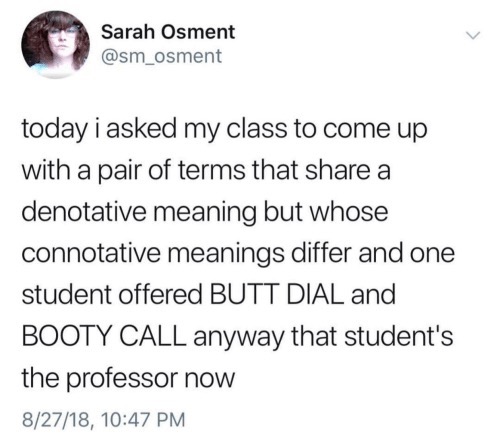 Sarah Osment
@sm_osment
today i asked my class to come up
with a pair of terms that share a
denotative meaning but whose
connotative meanings differ and one
student offered BUTT DIAL and
BOOTY CALL anyway that student's
the professor now
8/27/18, 10:47 PM